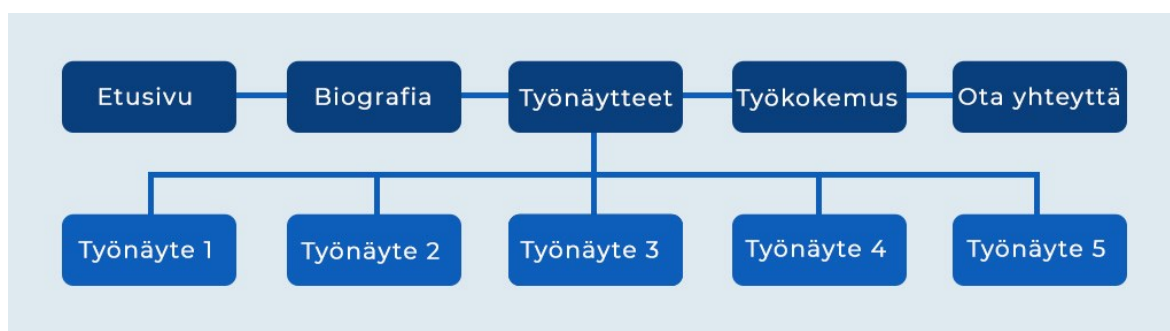 Etusivu
Biografia
Työnäytteet
Työkokemus
Ota yhteyttä
Työnäyte 1
Työnäyte 2
Työnäyte 3
Työnäyte 4
Työnäyte 5